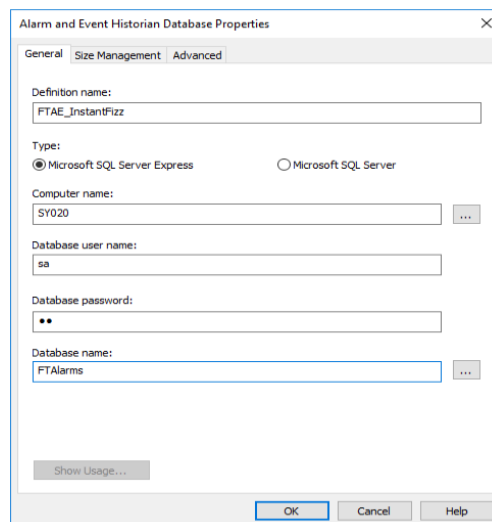 Alarm and Event Historian Database Properties
General Size Management Advanced
Definition name:
FTAE_InstantFizz
Type:
Microsoft SQL Server Express Microsoft SQL Server
Computer name:
SY020
...
Database user name:
sa
Database password:
••
Database name:
FTAlarms
...
Show Usage...
OK Cancel Help